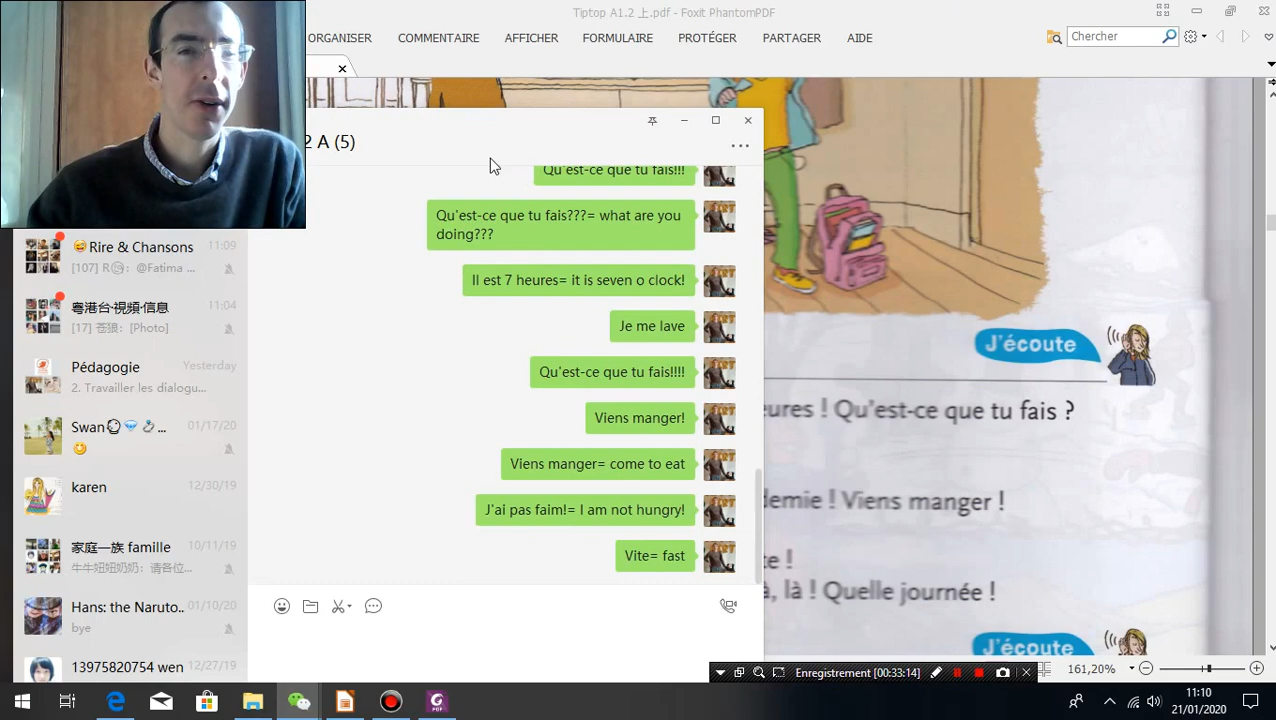 Tiptop A1.2 上.pdf - Foxit PhantomPDF
ORGANISER COMMENTAIRE AFFICHER FORMULAIRE PROTÉGER PARTAGER AIDE
Chercher
2 A (5)
Qu'est-ce que tu fais!!!
Qu'est-ce que tu fais???= what are you
doing???
Il est 7 heures= it is seven o clock!
Je me lave
Qu'est-ce que tu fais!!!!
Viens manger!
Viens manger= come to eat
J'ai pas faim!= I am not hungry!
Vite= fast
Rire & Chansons 11:09
[107] R : @Fatima ...
粤港台·視頻·信息 11:04
[17] 苍狼: [Photo]
Pédagogie Yesterday
2. Travailler les dialogu...
Swan ... 01/17/20
karen 12/30/19
家庭一族 famille 10/11/19
牛牛妞妞奶奶: 请各位...
Hans: the Naruto.. 01/10/20
bye
13975820754 wen 12/27/19
J'écoute
eures ! Qu'est-ce que tu fais ?
demie ! Viens manger !
te !
à, là ! Quelle journée !
J'écoute
Enregistrement [00:33:14]
161,20%
PDF
11:10
21/01/2020